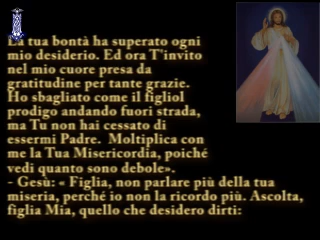 La tua bontà ha superato ogni
mio desiderio. Ed ora T'invito
nel mio cuore presa da
gratitudine per tante grazie.
Ho sbagliato come il figliol
prodigo andando fuori strada,
ma Tu non hai cessato di
essermi Padre.  Moltiplica con
me la Tua Misericordia, poiché
vedi quanto sono debole».
- Gesù: « Figlia, non parlare più della tua
miseria, perché io non la ricordo più. Ascolta,
figlia Mia, quello che desidero dirti: